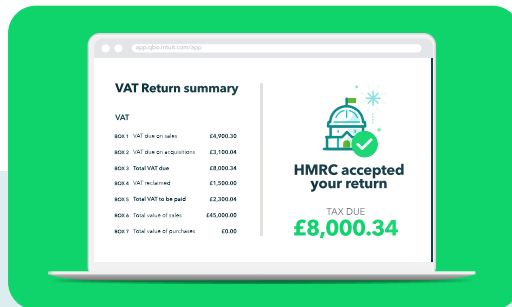 app.qbo.intuit.com/app
VAT Return summary
VAT
BOX 1 VAT due on sales £4,900.30
BOX 2 VAT due on acquisitions £3,100.04
BOX 3 Total VAT due £8,000.34
BOX 4 VAT reclaimed £1,500.00
BOX 5 Total VAT to be paid £2,300.04
BOX 6 Total value of sales £45,000.00
BOX 7 Total value of purchases £0.00
HMRC accepted
your return
TAX DUE
£8,000.34